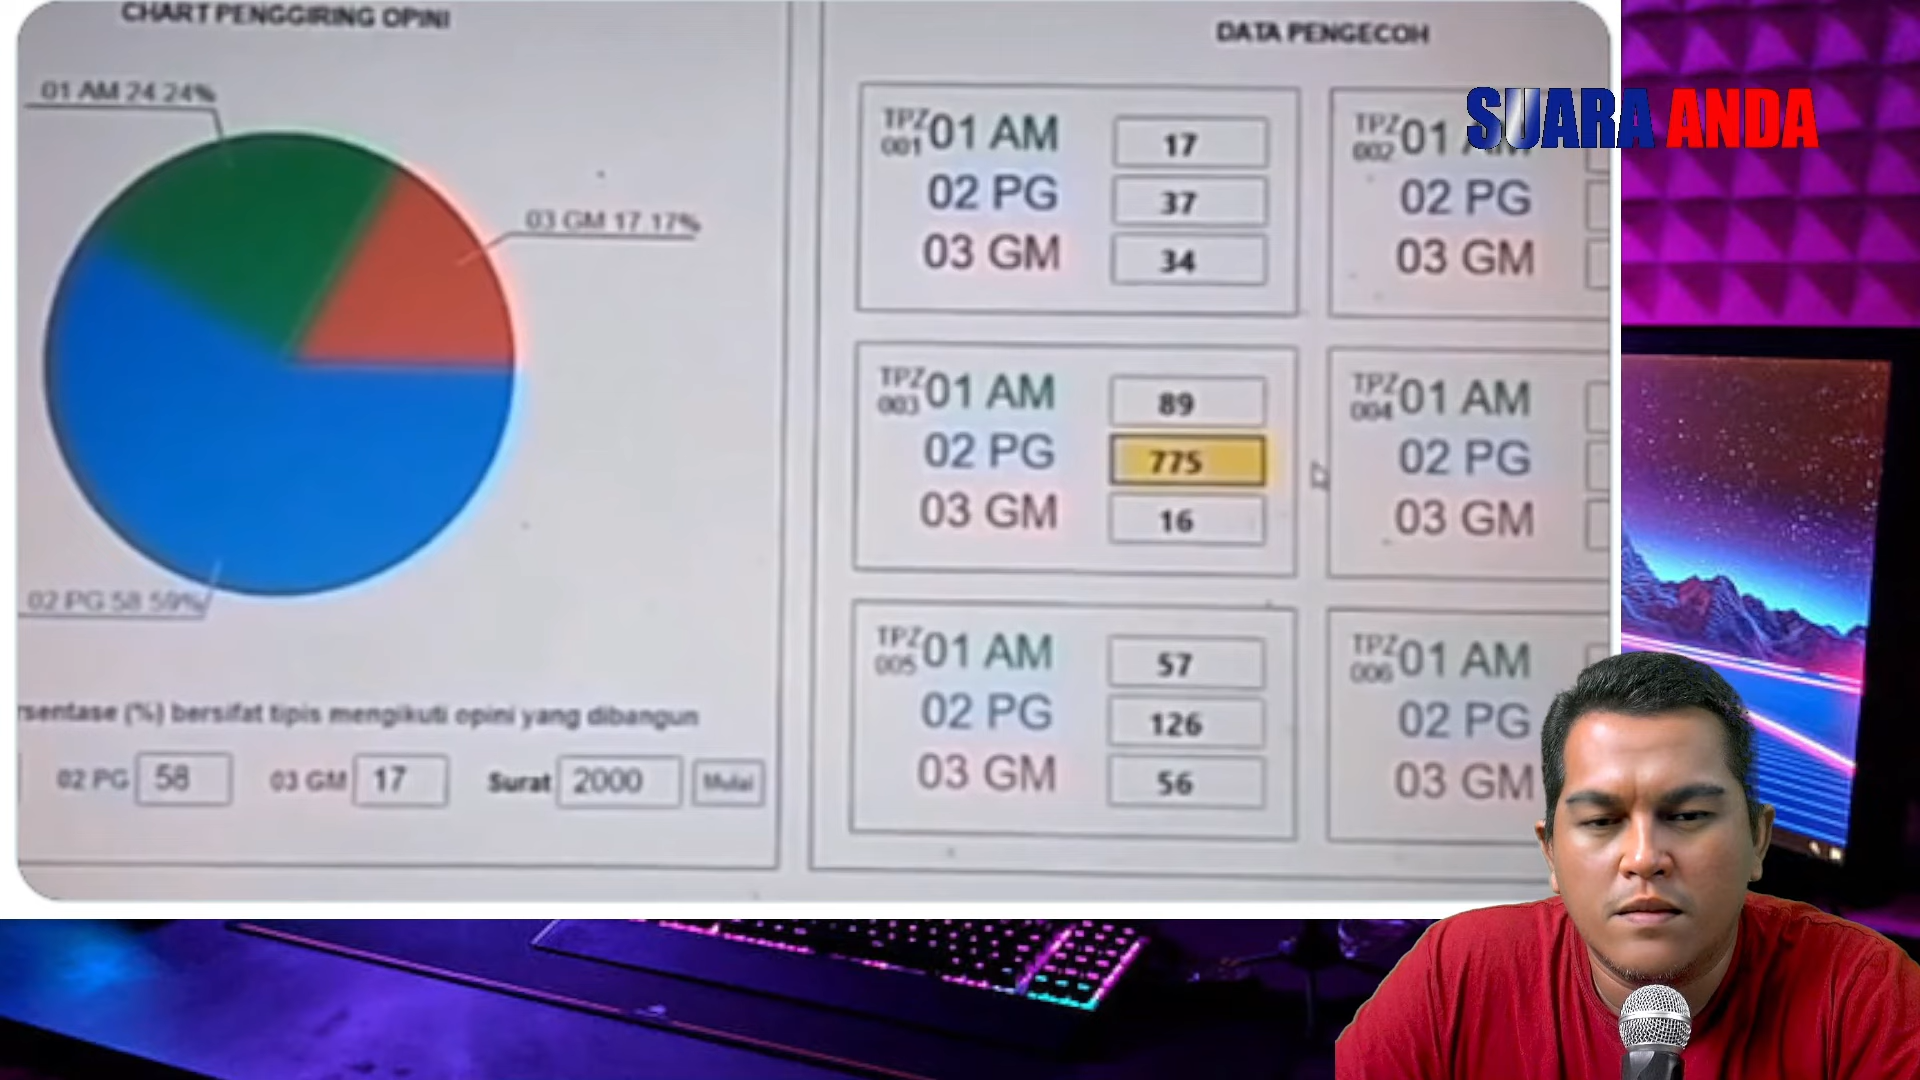 CHART PENGGIRING OPINI
01 AM 24.24%
03 GM 17.17%
02 PG 58.59%
rsentase (%) bersifat tipis mengikuti opini yang dibangun
02 PG 58 03 GM 17 Surat 2000 Mulai
DATA PENGECOH
SUARA ANDA
TPZ 001 01 AM 17
02 PG 37
03 GM 34
TPZ 002 01 AM
02 PG
03 GM
TPZ 003 01 AM 89
02 PG 775
03 GM 16
TPZ 004 01 AM
02 PG
03 GM
TPZ 005 01 AM 57
02 PG 126
03 GM 56
TPZ 006 01 AM
02 PG
03 GM